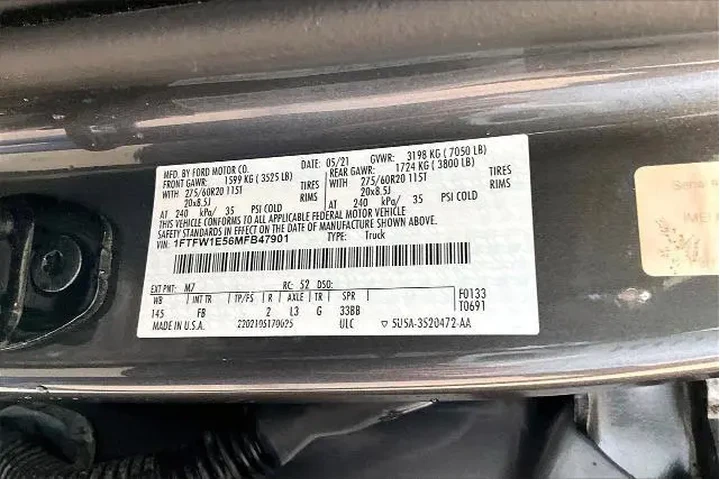 MFD. BY FORD MOTOR CO.
DATE: 05/21 GVWR: 3198 KG (7050 LB)
FRONT GAWR: 1599 KG (3525 LB) REAR GAWR: 1724 KG (3800 LB)
WITH 275/60R20 115T TIRES WITH 275/60R20 115T TIRES
20x8.5J RIMS 20x8.5J RIMS
AT 240 kPa/ 35 PSI COLD AT 240 kPa/ 35 PSI COLD
THIS VEHICLE CONFORMS TO ALL APPLICABLE FEDERAL MOTOR VEHICLE
SAFETY STANDARDS IN EFFECT ON THE DATE OF MANUFACTURE SHOWN ABOVE.
VIN: 1FTFW1E56MFB47901 TYPE: Truck
EXT PNT: M7 RC: 52 DSO:
WB INT TR TP/PS R AXLE TR SPR F0133
145 FB 2 L3 G 33BB T0691
MADE IN U.S.A. ULC 5U5A-3520472-AA
IMEI